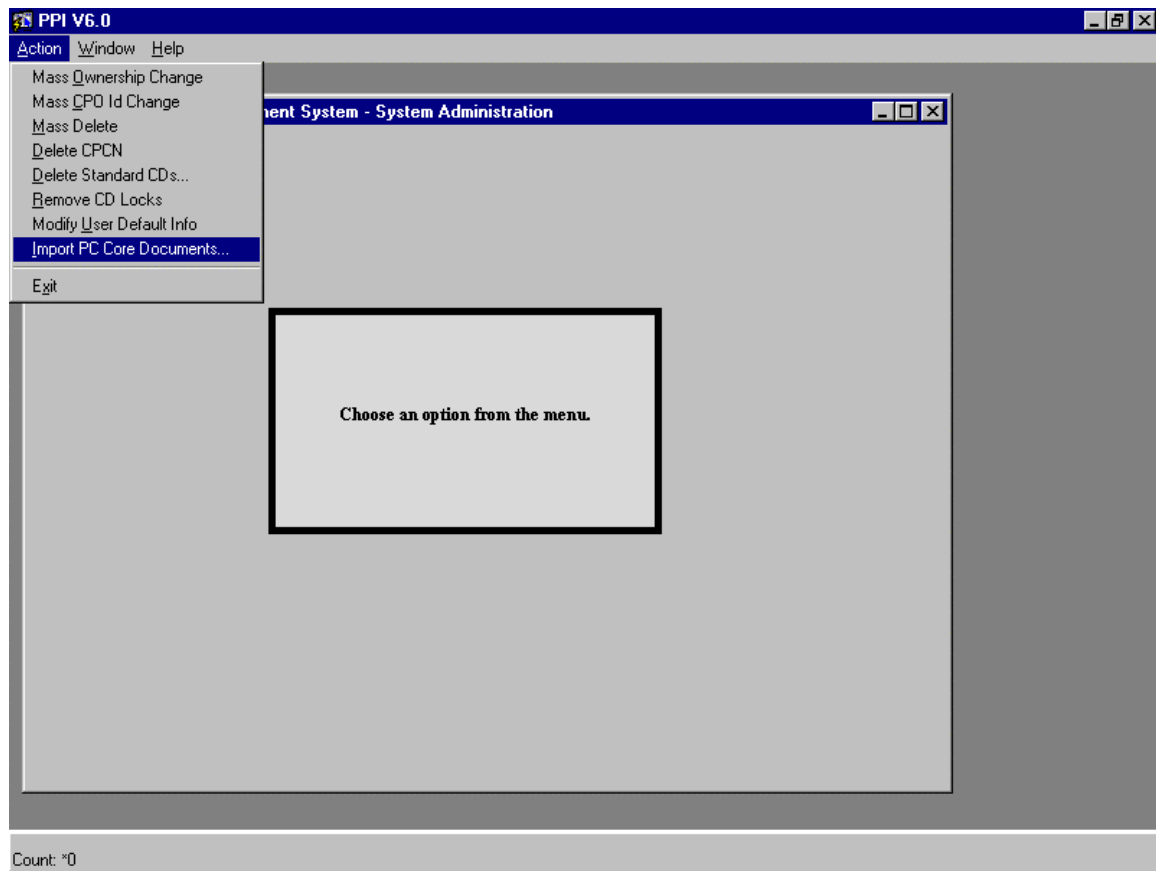 PPI V6.0
Action Window Help
Mass Ownership Change
Mass CPO Id Change
Mass Delete
Delete CPCN
Delete Standard CDs...
Remove CD Locks
Modify User Default Info
Import PC Core Documents...
Exit
ment System - System Administration
Choose an option from the menu.
Count: *0